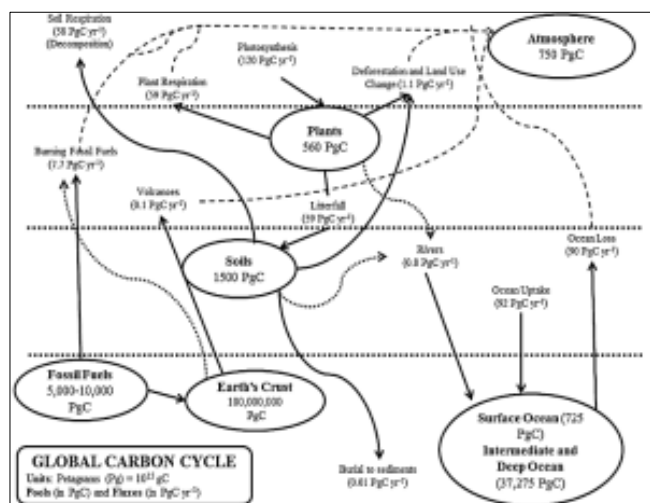 Soil Respiration
(58 PgC yr⁻¹)
(Decomposition)
Photosynthesis
(120 PgC yr⁻¹)
Atmosphere
750 PgC
Plant Respiration
(59 PgC yr⁻¹)
Deforestation and Land Use
Change (1.1 PgC yr⁻¹)
Plants
560 PgC
Burning Fossil Fuels
(7.7 PgC yr⁻¹)
Volcanoes
(0.1 PgC yr⁻¹)
Litterfall
(59 PgC yr⁻¹)
Soils
1500 PgC
Rivers
(0.8 PgC yr⁻¹)
Ocean Loss
(90 PgC yr⁻¹)
Ocean Uptake
(92 PgC yr⁻¹)
Fossil Fuels
5,000-10,000
PgC
Earth's Crust
100,000,000
PgC
Surface Ocean (725
PgC)
Intermediate and
Deep Ocean
(37,275 PgC)
Burial to sediments
(0.01 PgC yr⁻¹)
GLOBAL CARBON CYCLE
Units: Petagrams (Pg) = 10¹⁵ gC
Pools (in PgC) and Fluxes (in PgC yr⁻¹)